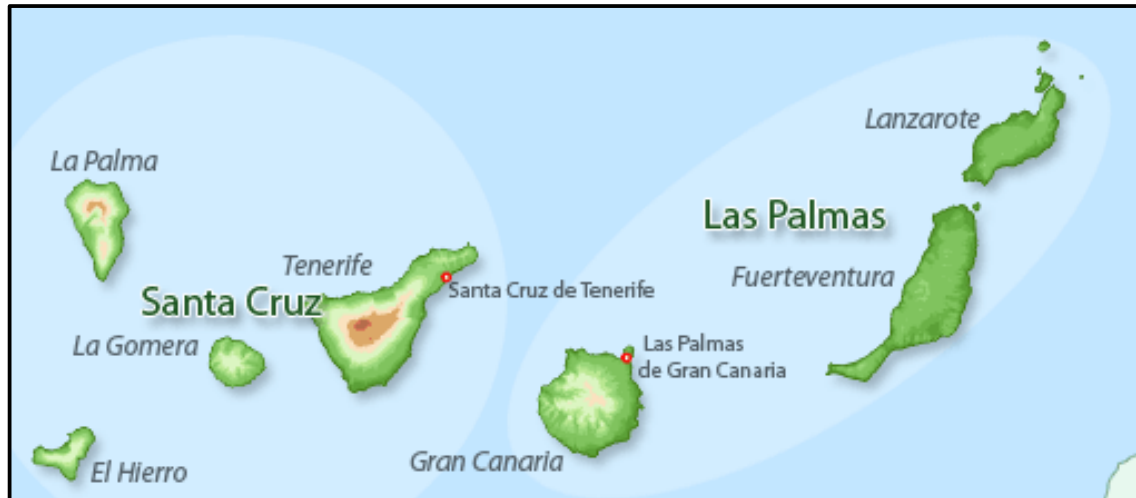 Lanzarote
La Palma
Las Palmas
Tenerife
Fuerteventura
Santa Cruz de Tenerife
Santa Cruz
La Gomera
Las Palmas
de Gran Canaria
Gran Canaria
El Hierro